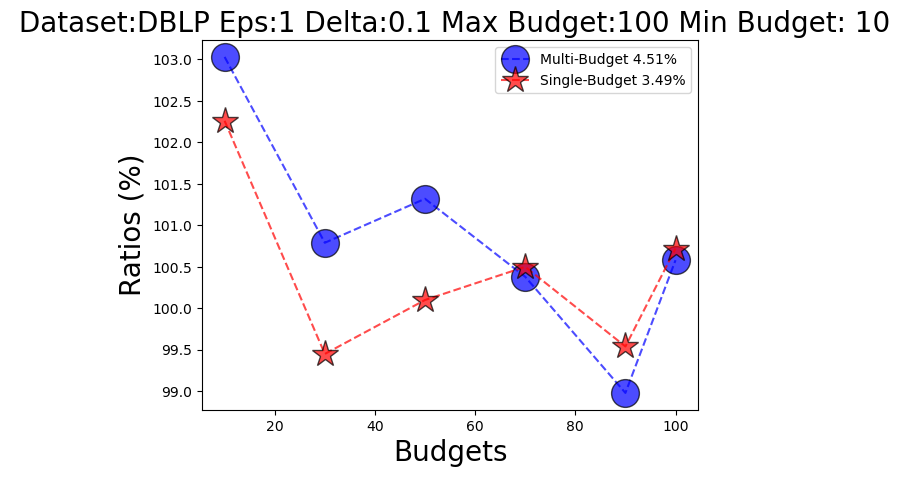 Dataset:DBLP Eps:1 Delta:0.1 Max Budget:100 Min Budget: 10
Multi-Budget 4.51%
Single-Budget 3.49%
Ratios (%)
103.0
102.5
102.0
101.5
101.0
100.5
100.0
99.5
99.0
20 40 60 80 100
Budgets